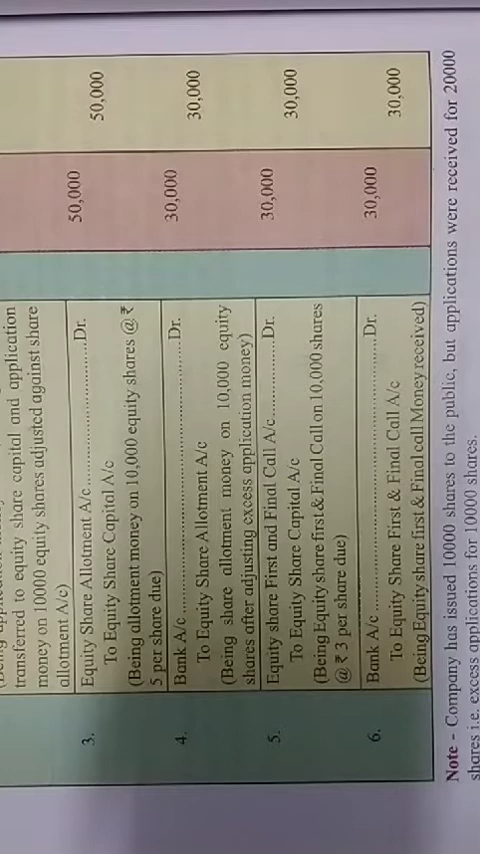 transferred to equity share capital and application
money on 10000 equity shares adjusted against share
allotment A/c)
3. Equity Share Allotment A/c..............................Dr. 50,000
To Equity Share Capital A/c 50,000
(Being allotment money on 10,000 equity shares @ ₹
5 per share due)
4. Bank A/c ..................................................Dr. 30,000
To Equity Share Allotment A/c 30,000
(Being share allotment money on 10,000 equity
shares after adjusting excess application money)
5. Equity share First and Final Call A/c..............Dr. 30,000
To Equity Share Capital A/c 30,000
(Being Equity share first & Final Call on 10,000 shares
@ ₹ 3 per share due)
6. Bank A/c ..................................................Dr. 30,000
To Equity Share First & Final Call A/c 30,000
(Being Equity share first & Final call Money received)
Note - Company has issued 10000 shares to the public, but applications were received for 20000
shares i.e. excess applications for 10000 shares.